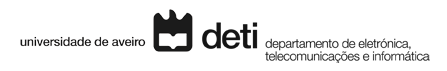 universidade de aveiro deti departamento de eletrónica,
telecomunicações e informática